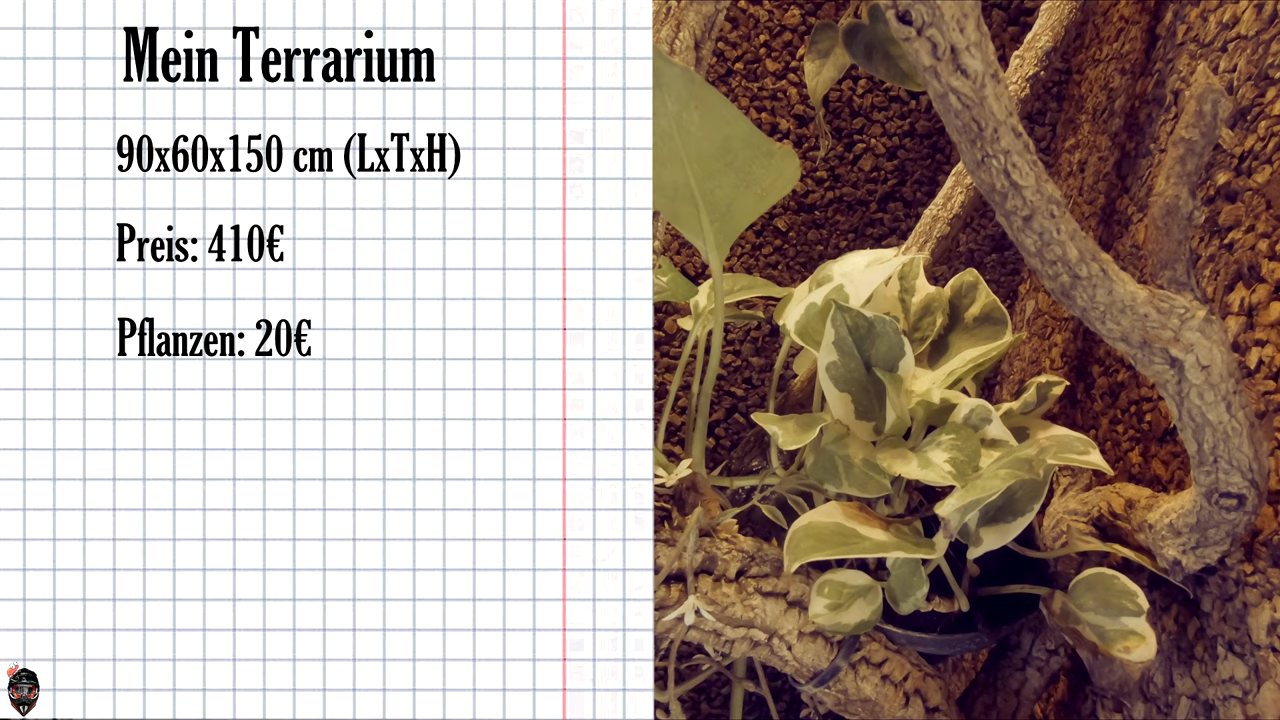 Mein Terrarium
90x60x150 cm (LxTxH)
Preis: 410€
Pflanzen: 20€